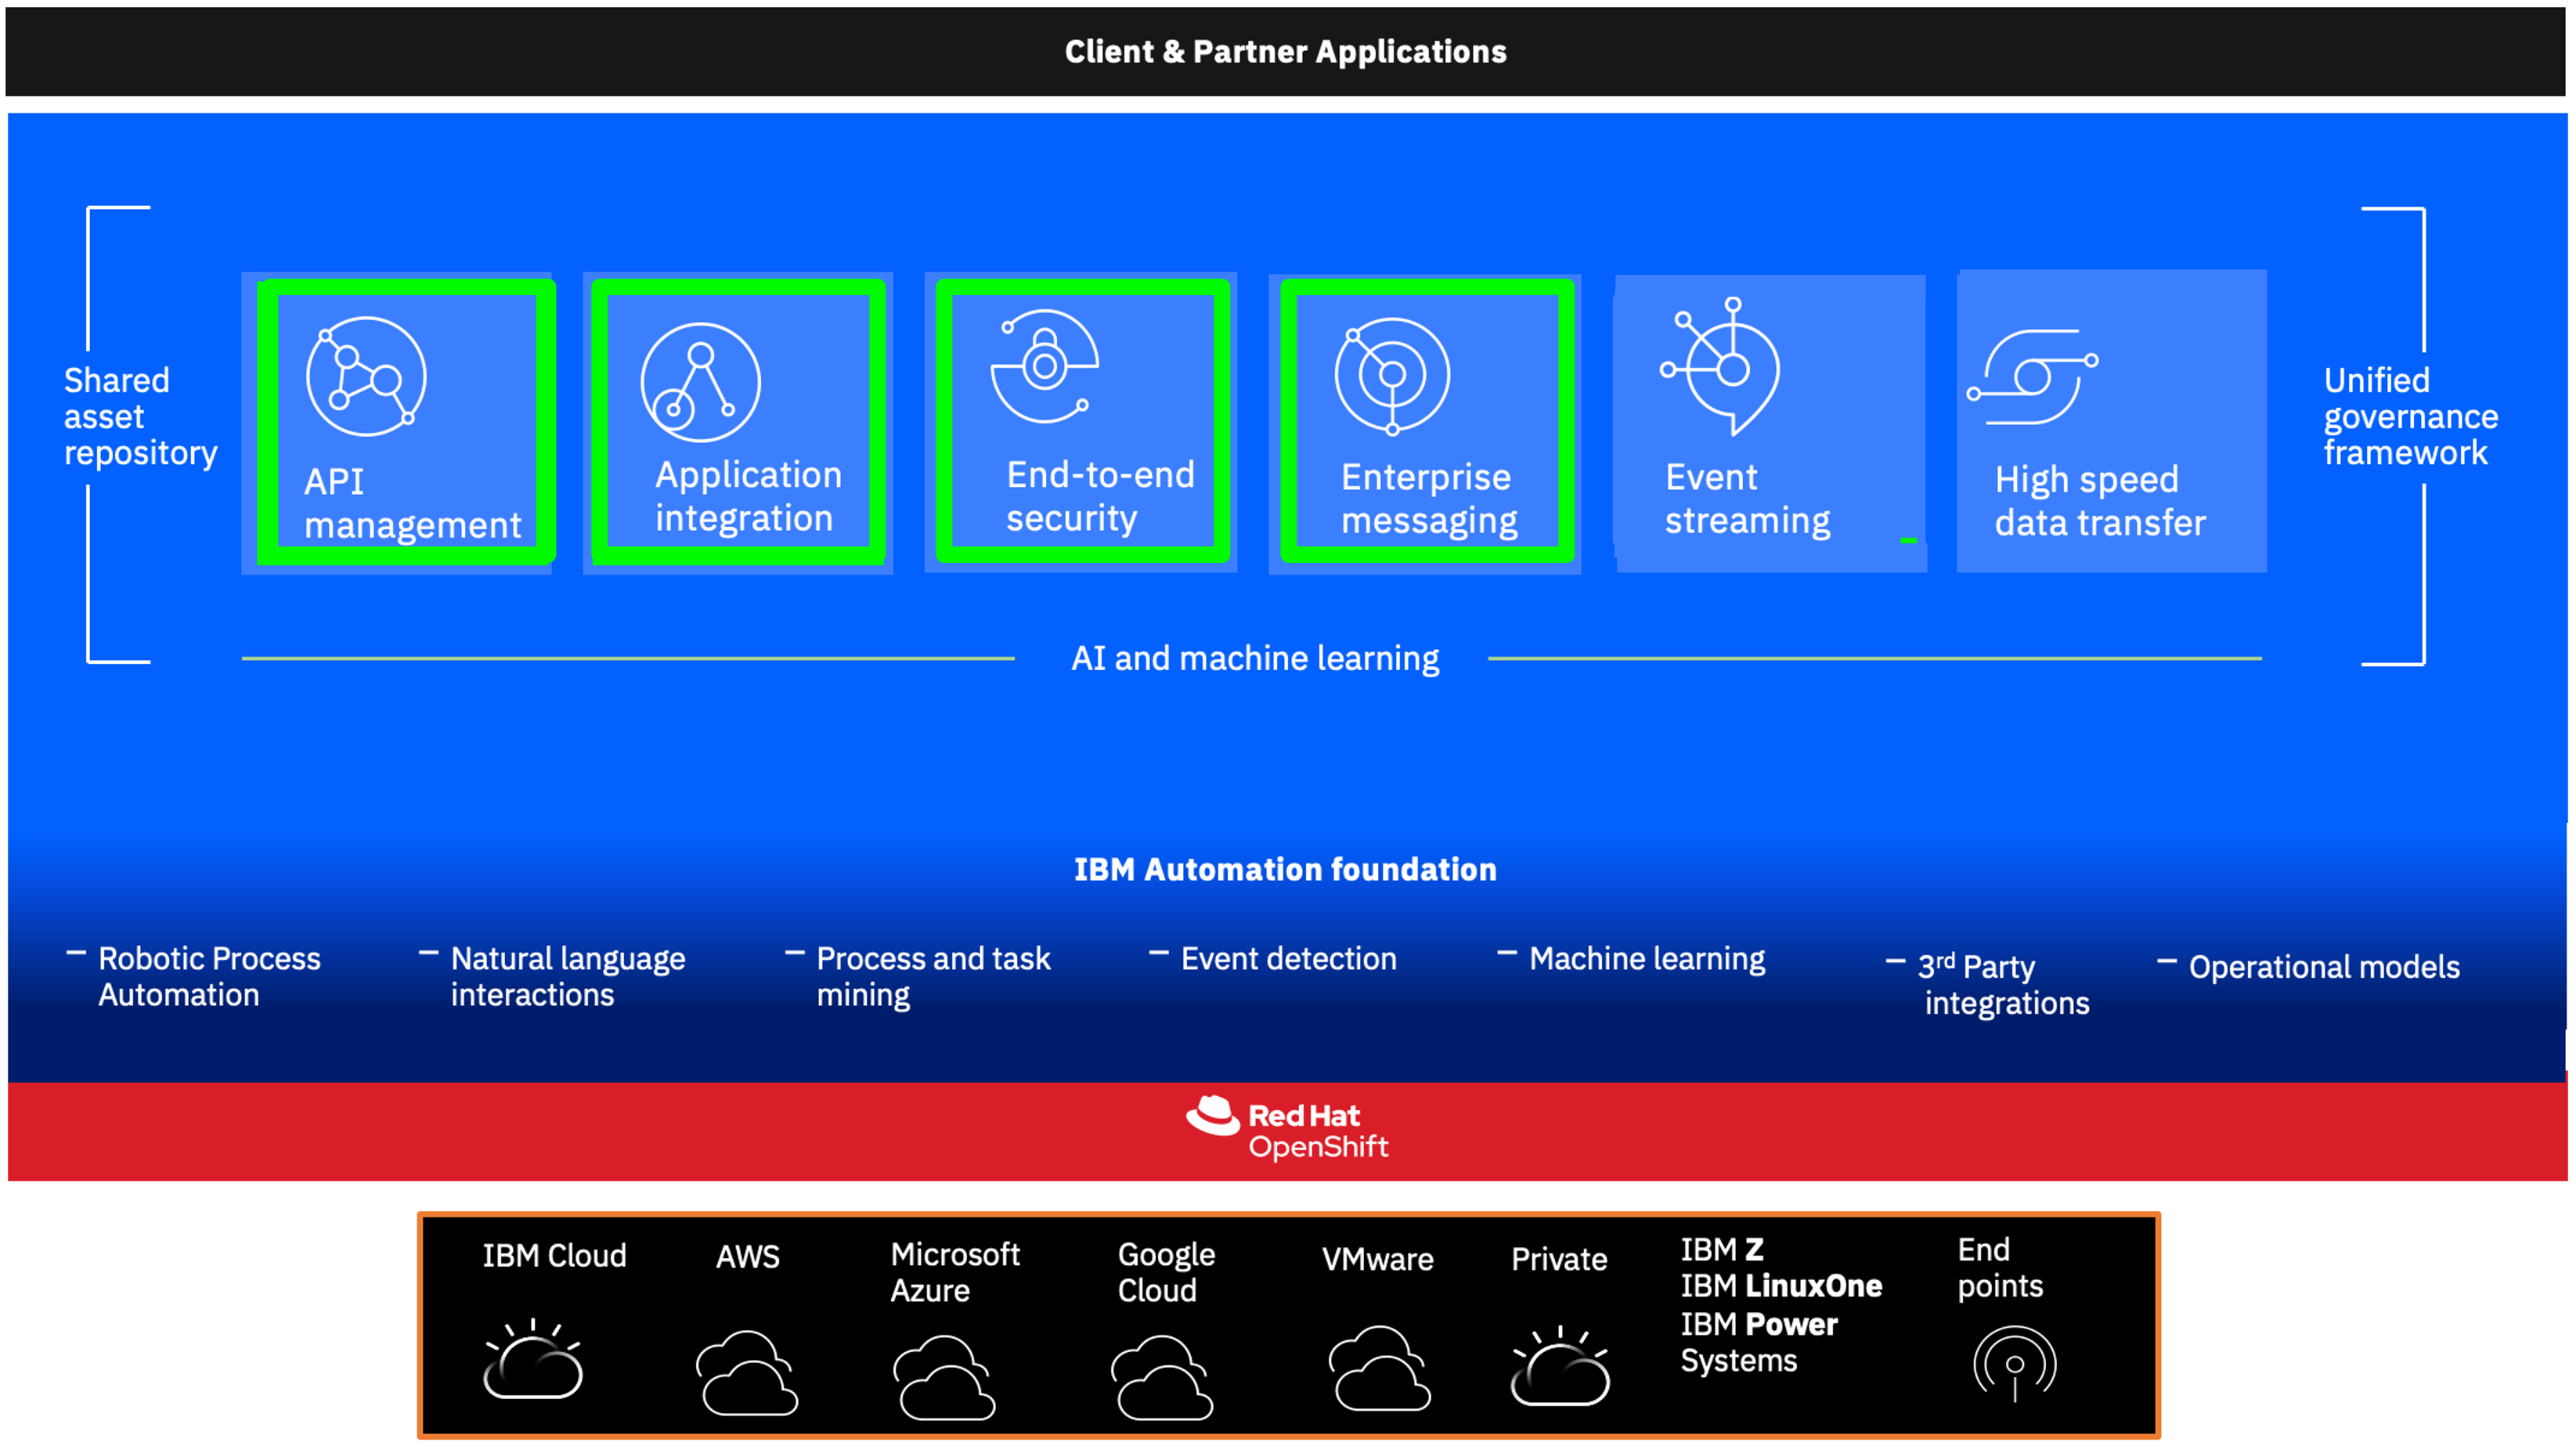 Client & Partner Applications
Shared
asset
repository
API
management
Application
integration
End-to-end
security
Enterprise
messaging
Event
streaming
High speed
data transfer
Unified
governance
framework
AI and machine learning
IBM Automation foundation
– Robotic Process
Automation
– Natural language
interactions
– Process and task
mining
– Event detection
– Machine learning
– 3rd Party
integrations
– Operational models
Red Hat
OpenShift
IBM Cloud
AWS
Microsoft
Azure
Google
Cloud
VMware
Private
IBM Z
IBM LinuxOne
IBM Power
Systems
End
points